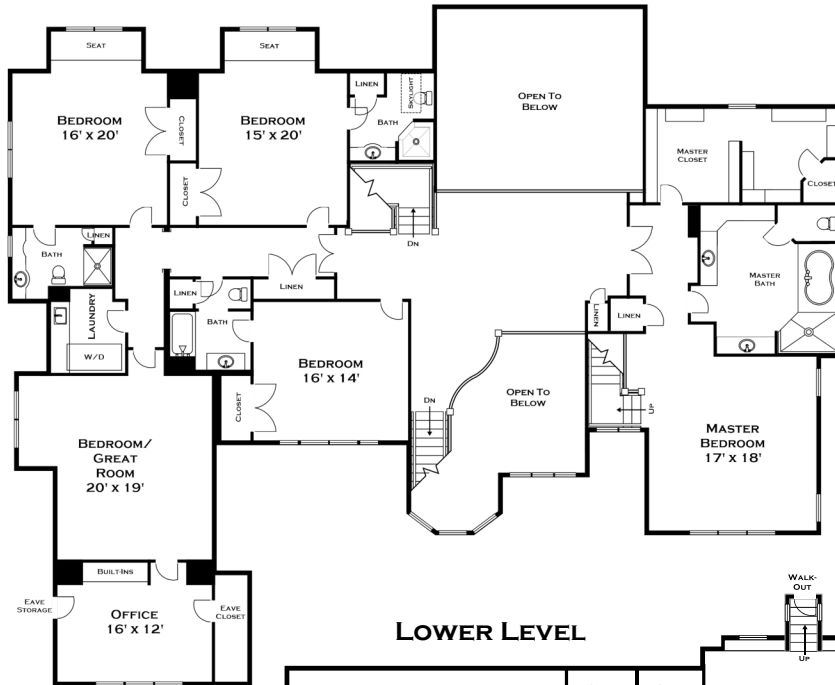 SEAT
SEAT
BEDROOM
16' X 20'
CLOSET
CLOSET
BEDROOM
15' X 20'
LINEN
SKYLIGHT
BATH
OPEN TO
BELOW
MASTER
CLOSET
CLOSET
DN
BATH
LINEN
LINEN
LINEN
BATH
LAUNDRY
W/D
BEDROOM
16' X 14'
CLOSET
LINEN
LINEN
MASTER
BATH
OPEN TO
BELOW
DN
UP
MASTER
BEDROOM
17' X 18'
BEDROOM/
GREAT
ROOM
20' X 19'
BUILT-INS
EAVE
STORAGE
OFFICE
16' X 12'
EAVE
CLOSET
LOWER LEVEL
WALK-
OUT
UP